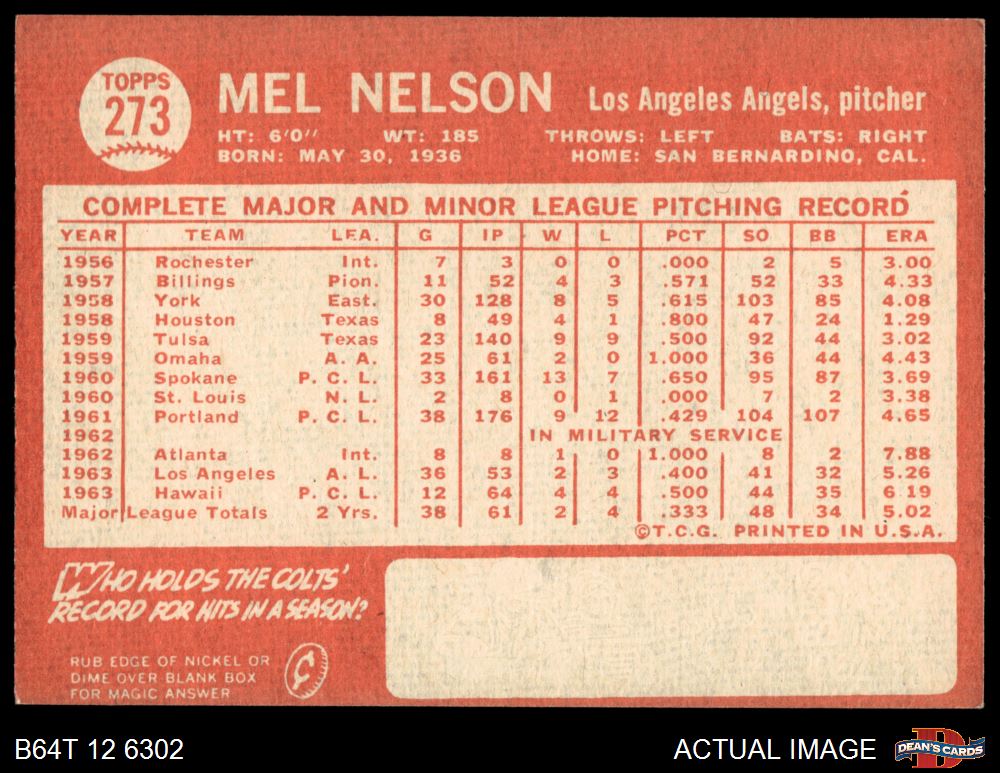 TOPPS
273
MEL NELSON Los Angeles Angels, pitcher
HT: 6'0" WT: 185 THROWS: LEFT BATS: RIGHT
BORN: MAY 30, 1936 HOME: SAN BERNARDINO, CAL.
COMPLETE MAJOR AND MINOR LEAGUE PITCHING RECORD
YEAR TEAM LEA. G IP W L PCT SO BB ERA
1956 Rochester Int. 7 3 0 0 .000 2 5 3.00
1957 Billings Pion. 11 52 4 3 .571 52 33 4.33
1958 York East. 30 128 8 5 .615 103 85 4.08
1958 Houston Texas 8 49 4 1 .800 47 24 1.29
1959 Tulsa Texas 23 140 9 9 .500 92 44 3.02
1959 Omaha A. A. 25 61 2 0 1.000 36 44 4.43
1960 Spokane P. C. L. 33 161 13 7 .650 95 87 3.69
1960 St. Louis N. L. 2 8 0 1 .000 7 2 3.38
1961 Portland P. C. L. 38 176 9 12 .429 104 107 4.65
1962 IN MILITARY SERVICE
1962 Atlanta Int. 8 8 1 0 1.000 8 2 7.88
1963 Los Angeles A. L. 36 53 2 3 .400 41 32 5.26
1963 Hawaii P. C. L. 12 64 4 4 .500 44 35 6.19
Major League Totals 2 Yrs. 38 61 2 4 .333 48 34 5.02
©T.C.G. PRINTED IN U.S.A.
WHO HOLDS THE COLTS'
RECORD FOR HITS IN A SEASON?
RUB EDGE OF NICKEL OR
DIME OVER BLANK BOX
FOR MAGIC ANSWER
B64T 12 6302 ACTUAL IMAGE
D
DEAN'S CARDS